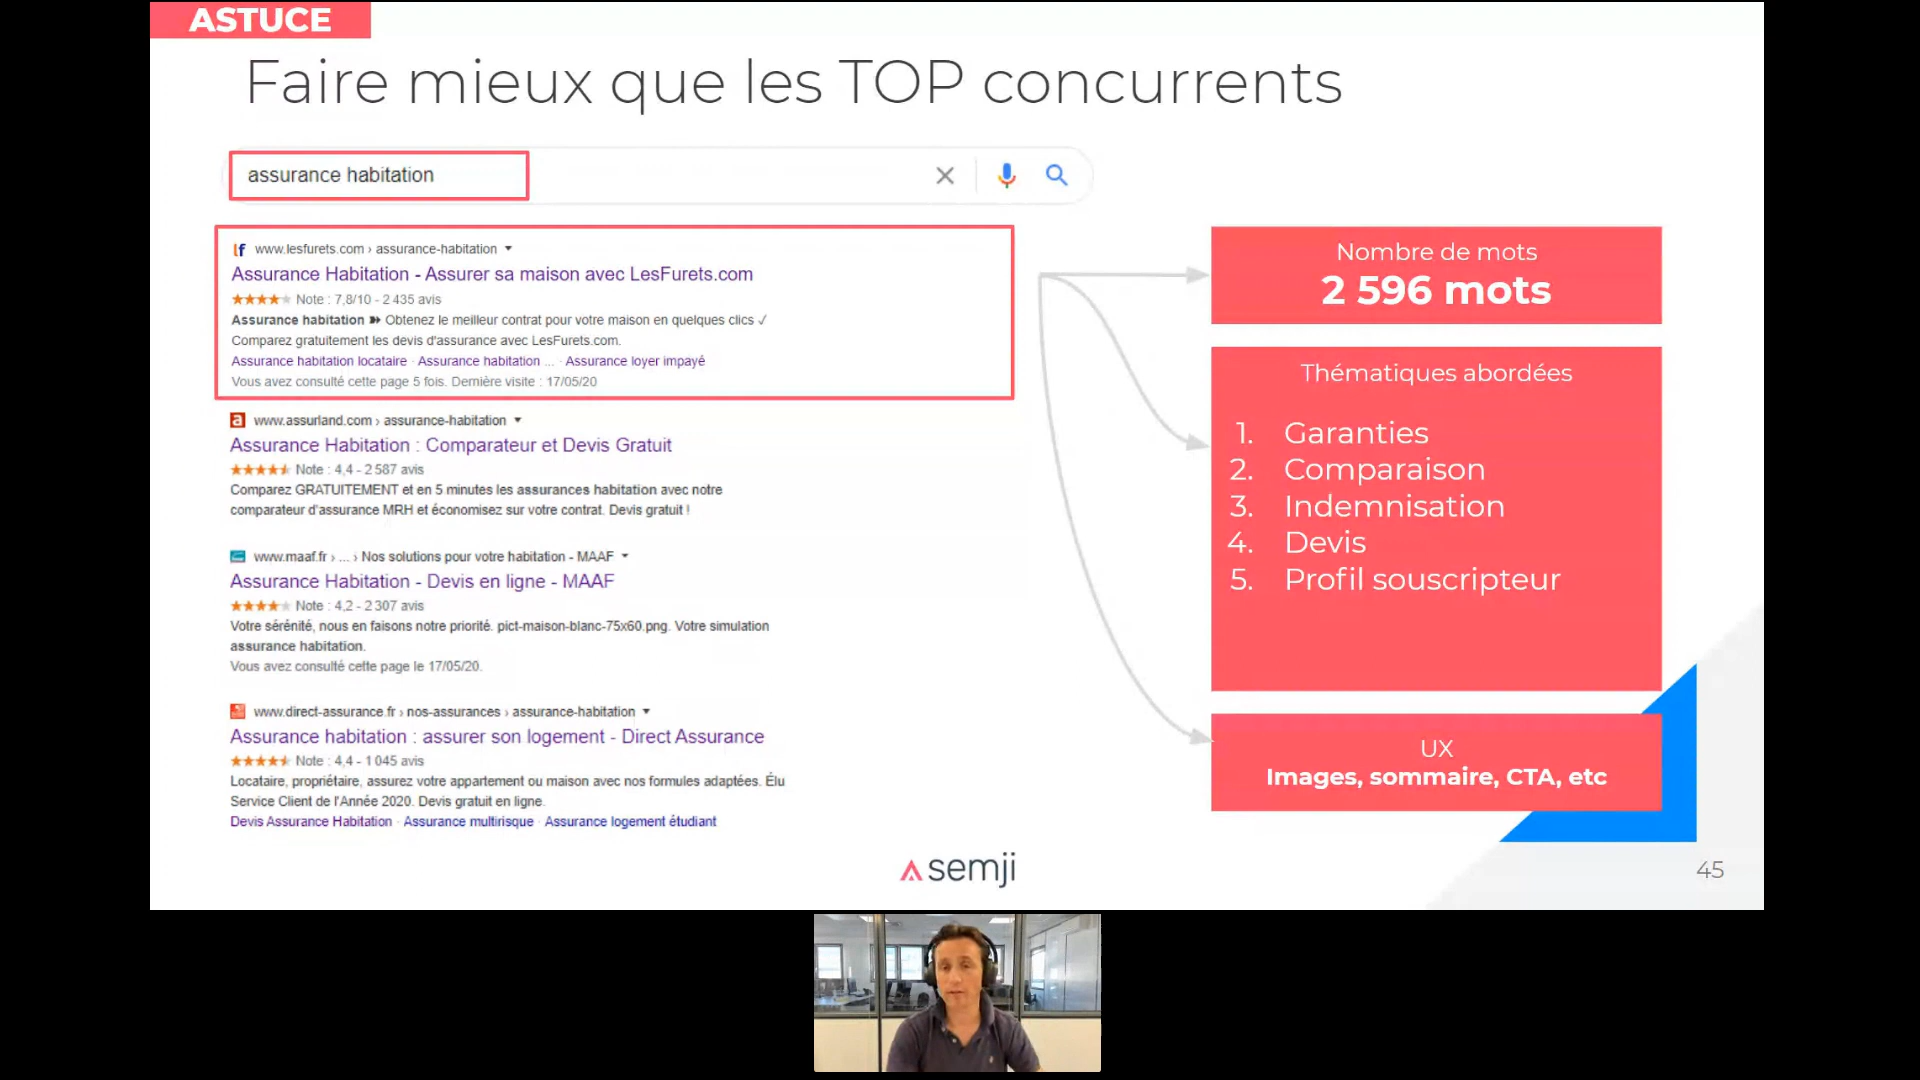 ASTUCE
Faire mieux que les TOP concurrents
assurance habitation
www.lesfurets.com › assurance-habitation
Assurance Habitation - Assurer sa maison avec LesFurets.com
Note : 7,8/10 - 2 435 avis
Assurance habitation ➽ Obtenez le meilleur contrat pour votre maison en quelques clics ✓
Comparez gratuitement les devis d'assurance avec LesFurets.com.
Assurance habitation locataire · Assurance habitation ... · Assurance loyer impayé
Vous avez consulté cette page 5 fois. Dernière visite : 17/05/20
www.assurland.com › assurance-habitation
Assurance Habitation : Comparateur et Devis Gratuit
Note : 4,4 - 2 587 avis
Comparez GRATUITEMENT et en 5 minutes les assurances habitation avec notre
comparateur d'assurance MRH et économisez sur votre contrat. Devis gratuit !
www.maaf.fr › ... › Nos solutions pour votre habitation - MAAF
Assurance Habitation - Devis en ligne - MAAF
Note : 4,2 - 2 307 avis
Votre sérénité, nous en faisons notre priorité. pict-maison-blanc-75x60.png. Votre simulation
assurance habitation.
Vous avez consulté cette page le 17/05/20.
www.direct-assurance.fr › nos-assurances › assurance-habitation
Assurance habitation : assurer son logement - Direct Assurance
Note : 4,4 - 1 045 avis
Locataire, propriétaire, assurez votre appartement ou maison avec nos formules adaptées. Élu
Service Client de l'Année 2020. Devis gratuit en ligne.
Devis Assurance Habitation · Assurance multirisque · Assurance logement étudiant
Nombre de mots
2 596 mots
Thématiques abordées
1. Garanties
2. Comparaison
3. Indemnisation
4. Devis
5. Profil souscripteur
UX
Images, sommaire, CTA, etc
semji
45